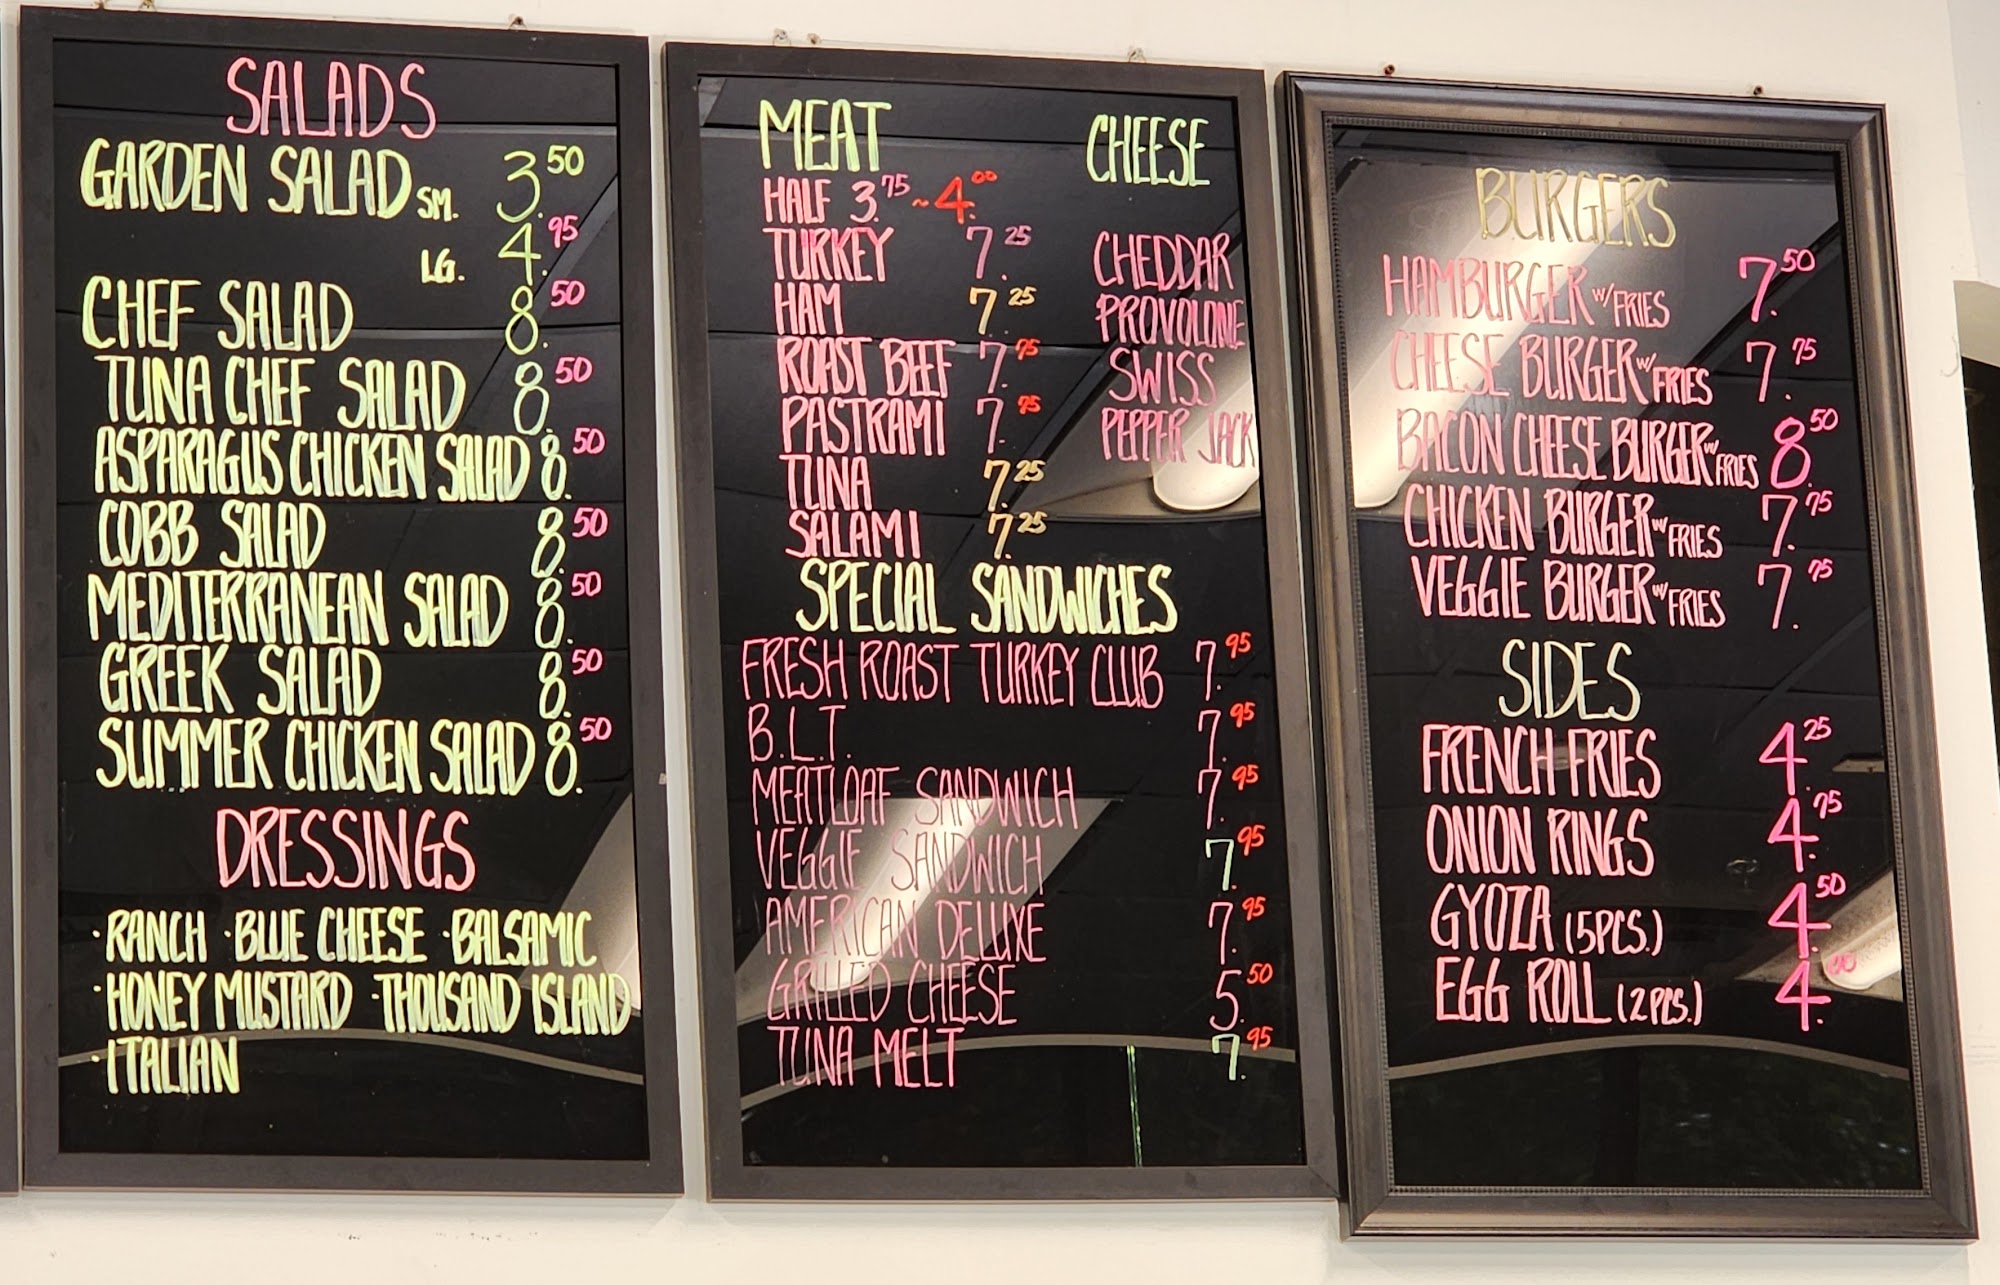 SALADS
GARDEN SALAD SM. 3.50
LG. 4.95
CHEF SALAD 8.50
TUNA CHEF SALAD 8.50
ASPARAGUS CHICKEN SALAD 8.50
COBB SALAD 8.50
MEDITERRANEAN SALAD 8.50
GREEK SALAD 8.50
SUMMER CHICKEN SALAD 8.50
DRESSINGS
·RANCH ·BLUE CHEESE ·BALSAMIC
·HONEY MUSTARD ·THOUSAND ISLAND
·ITALIAN
MEAT
HALF 3.75 ~ 4.00
TURKEY 7.25
HAM 7.25
ROAST BEEF 7.75
PASTRAMI 7.75
TUNA 7.25
SALAMI 7.25
CHEESE
CHEDDAR
PROVOLONE
SWISS
PEPPER JACK
SPECIAL SANDWICHES
FRESH ROAST TURKEY CLUB 7.95
B.L.T. 7.95
MEATLOAF SANDWICH 7.95
VEGGIE SANDWICH 7.95
AMERICAN DELUXE 7.95
GRILLED CHEESE 5.50
TUNA MELT 7.95
BURGERS
HAMBURGER W/FRIES 7.50
CHEESE BURGER W/FRIES 7.75
BACON CHEESE BURGER W/FRIES 8.50
CHICKEN BURGER W/FRIES 7.75
VEGGIE BURGER W/FRIES 7.75
SIDES
FRENCH FRIES 4.25
ONION RINGS 4.75
GYOZA (5PCS.) 4.50
EGG ROLL (2PCS.) 4.00